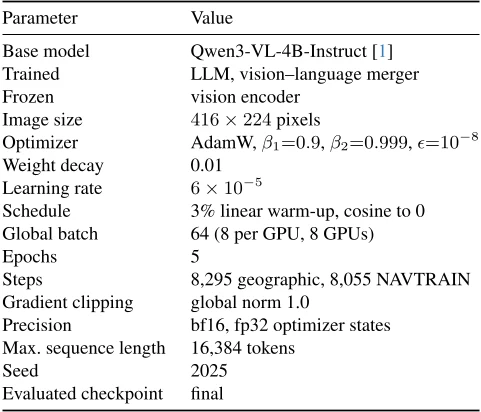 Parameter Value
Base model Qwen3-VL-4B-Instruct [1]
Trained LLM, vision–language merger
Frozen vision encoder
Image size 416 × 224 pixels
Optimizer AdamW, β₁=0.9, β₂=0.999, ϵ=10⁻⁸
Weight decay 0.01
Learning rate 6 × 10⁻⁵
Schedule 3% linear warm-up, cosine to 0
Global batch 64 (8 per GPU, 8 GPUs)
Epochs 5
Steps 8,295 geographic, 8,055 NAVTRAIN
Gradient clipping global norm 1.0
Precision bf16, fp32 optimizer states
Max. sequence length 16,384 tokens
Seed 2025
Evaluated checkpoint final